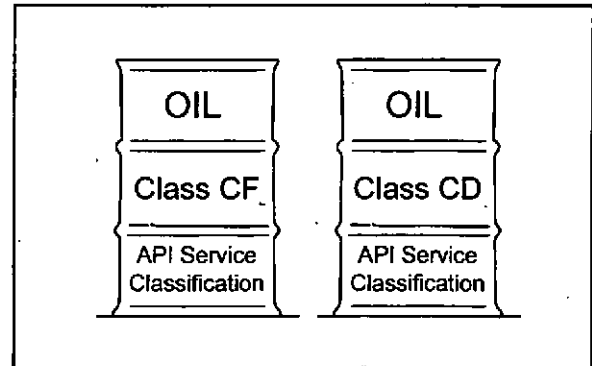 OIL
Class CF
API Service
Classification
OIL
Class CD
API Service
Classification